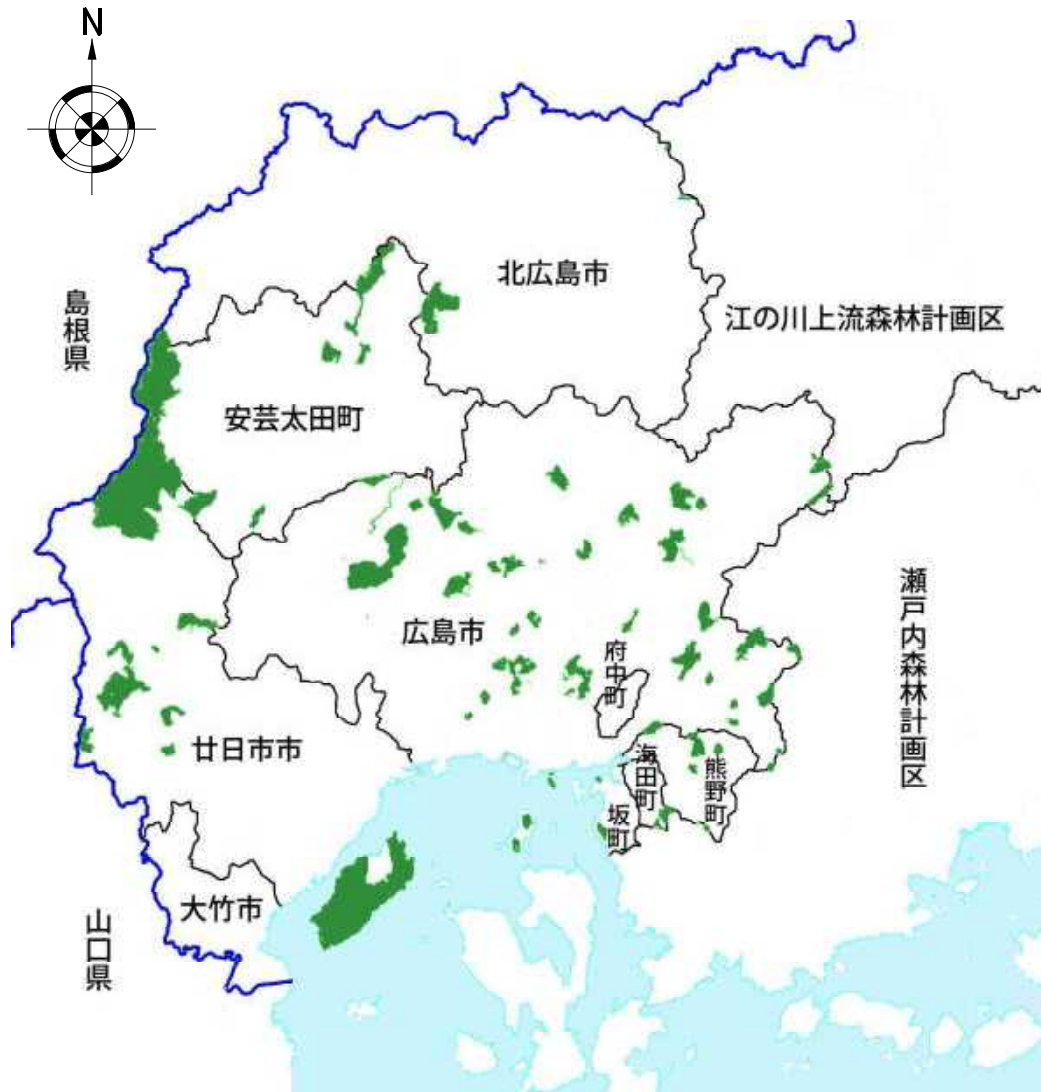 N
北広島市
島根県
江の川上流森林計画区
安芸太田町
瀬戸内森林計画区
広島市
府中町
廿日市市
海田町
熊野町
坂町
大竹市
山口県